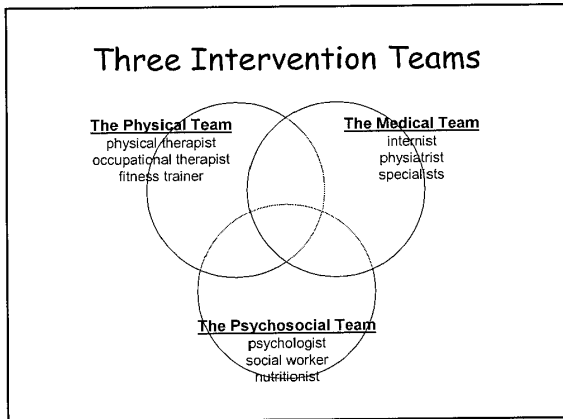 Three Intervention Teams
The Physical Team
physical therapist
occupational therapist
fitness trainer
The Medical Team
internist
physiatrist
specialists
The Psychosocial Team
psychologist
social worker
nutritionist